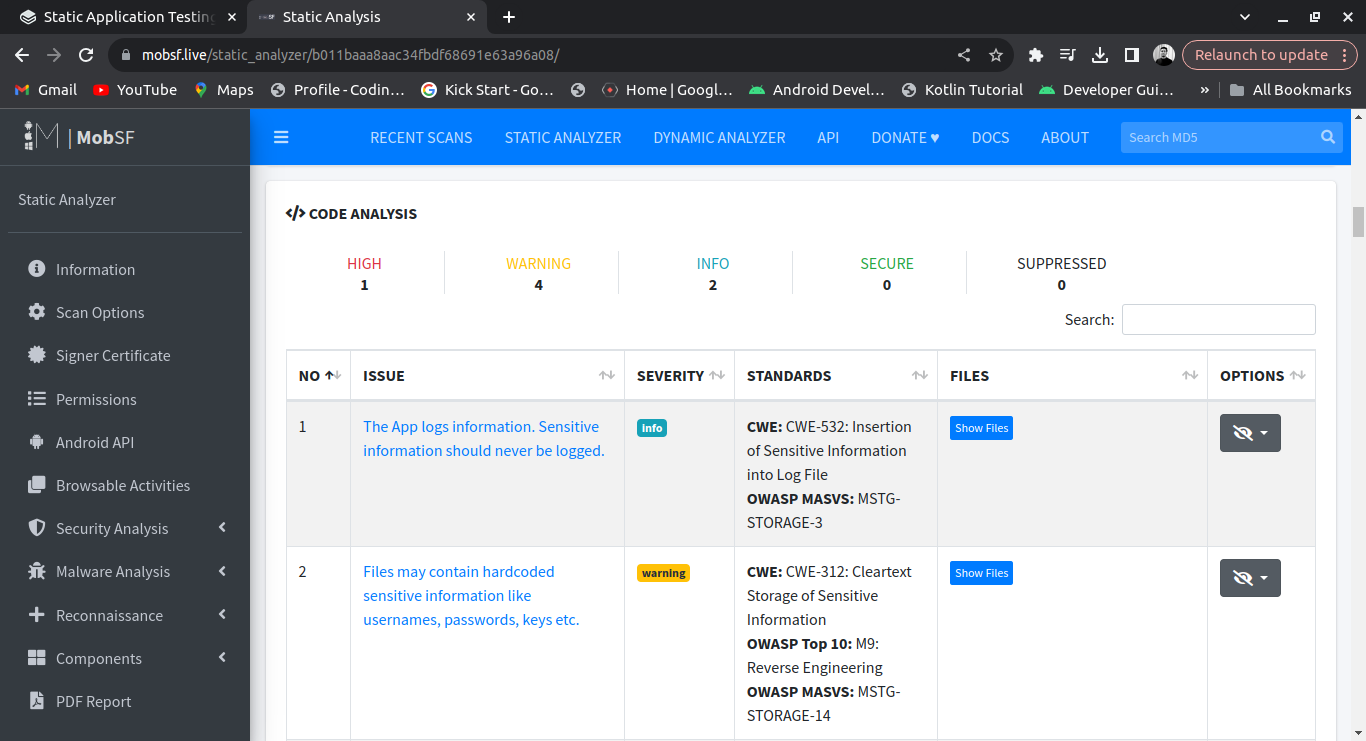 Static Application Testing
Static Analysis
mobsf.live/static_analyzer/b011baaa8aac34fbdf68691e63a96a08/
Relaunch to update
Gmail
YouTube
Maps
Profile - Codin...
Kick Start - Go...
Home | Googl...
Android Devel...
Kotlin Tutorial
Developer Gui...
»
All Bookmarks
| MobSF
RECENT SCANS
STATIC ANALYZER
DYNAMIC ANALYZER
API
DONATE ♥
DOCS
ABOUT
Search MD5
Static Analyzer
Information
Scan Options
Signer Certificate
Permissions
Android API
Browsable Activities
Security Analysis
Malware Analysis
Reconnaissance
Components
PDF Report
</> CODE ANALYSIS
HIGH
1
WARNING
4
INFO
2
SECURE
0
SUPPRESSED
0
Search:
NO
ISSUE
SEVERITY
STANDARDS
FILES
OPTIONS
1
The App logs information. Sensitive
information should never be logged.
info
CWE: CWE-532: Insertion
of Sensitive Information
into Log File
OWASP MASVS: MSTG-
STORAGE-3
Show Files
2
Files may contain hardcoded
sensitive information like
usernames, passwords, keys etc.
warning
CWE: CWE-312: Cleartext
Storage of Sensitive
Information
OWASP Top 10: M9:
Reverse Engineering
OWASP MASVS: MSTG-
STORAGE-14
Show Files